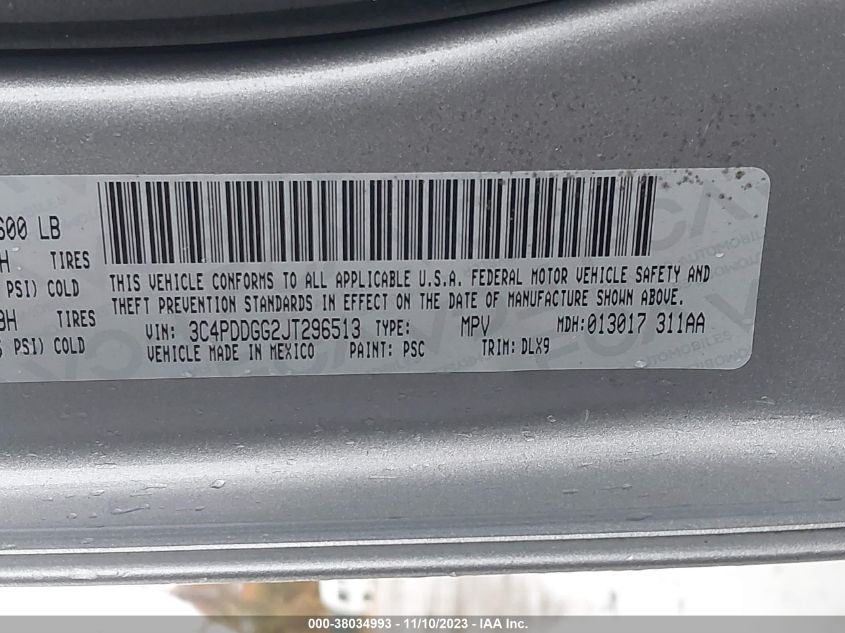 600 LB
H TIRES
PSI) COLD
9H TIRES
PSI) COLD
THIS VEHICLE CONFORMS TO ALL APPLICABLE U.S.A. FEDERAL MOTOR VEHICLE SAFETY AND
THEFT PREVENTION STANDARDS IN EFFECT ON THE DATE OF MANUFACTURE SHOWN ABOVE.
VIN: 3C4PDDGG2JT296513 TYPE: MPV MDH:013017 311AA
VEHICLE MADE IN MEXICO PAINT: PSC TRIM: DLX9
000-38034993 - 11/10/2023 - IAA Inc.